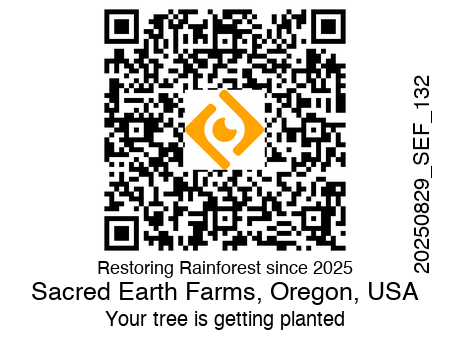 Restoring Rainforest since 2025
Sacred Earth Farms, Oregon, USA
Your tree is getting planted
20250829_SEF_132